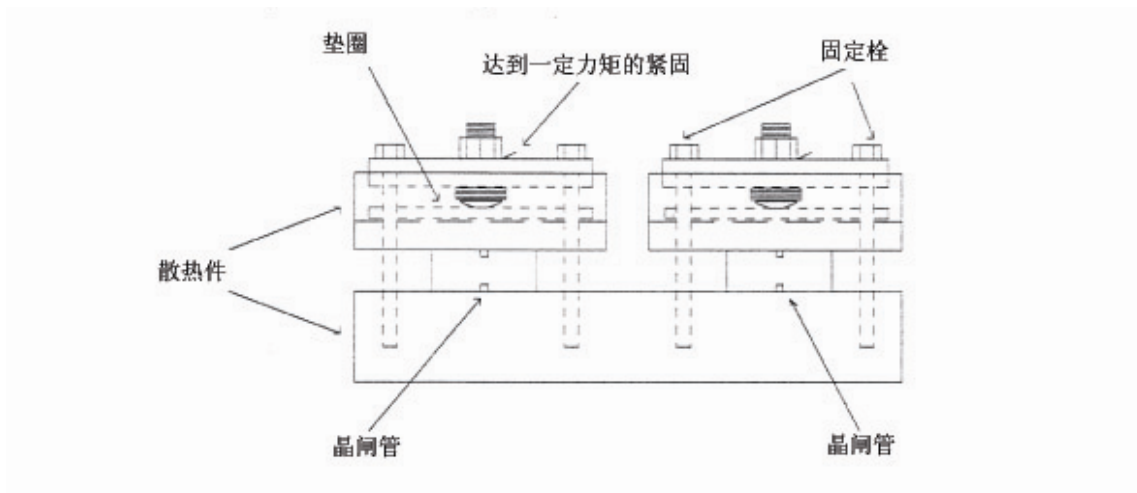 垫圈
达到一定力矩的紧固
固定栓
散热件
晶闸管
晶闸管